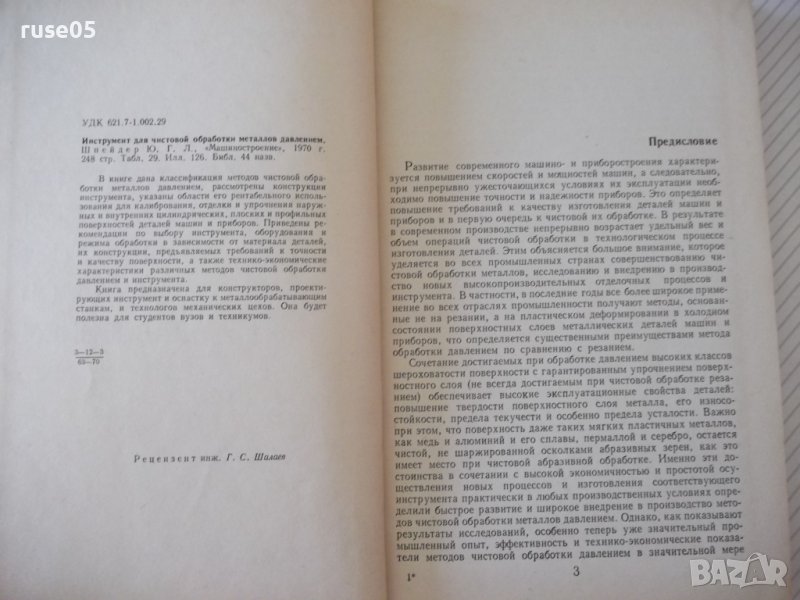 ruse05
УДК 621.7-1.002.29
Инструмент для чистовой обработки металлов давлением.
Шнейдер Ю. Г. Л., «Машиностроение», 1970 г.
248 стр. Табл. 29. Илл. 126. Библ. 44 назв.
В книге дана классификация методов чистовой обра-
ботки металлов давлением, рассмотрены конструкции
инструмента, указаны области его рентабельного исполь-
зования для калибрования, отделки и упрочнения наруж-
ных и внутренних цилиндрических, плоских и профильных
поверхностей деталей машин и приборов. Приведены ре-
комендации по выбору инструмента, оборудования и
режима обработки в зависимости от материала детали,
их конструкции, предъявляемых требований к точности
и качеству поверхности, а также технико-экономические
характеристики различных методов чистовой обработки
давлением и инструмента.
Книга предназначена для конструкторов, проекти-
рующих инструмент и оснастку к металлообрабатывающим
станкам, и технологов механических цехов. Она будет
полезна для студентов вузов и техникумов.
3—12—3
65—70
Рецензент инж. Г. С. Шалаев
Предисловие
Развитие современного машино- и приборостроения характери-
зуется повышением скоростей и мощностей машин, а следовательно,
при непрерывно ужесточающихся условиях их эксплуатации необ-
ходимо повышение точности и надежности приборов. Это определяет
повышение требований к качеству изготовления деталей машин и
приборов и в первую очередь к чистовой их обработке. В результате
в современном производстве непрерывно возрастает удельный вес и
объем операций чистовой обработки в технологическом процессе
изготовления деталей. Этим объясняется большое внимание, которое
уделяется во всех промышленных странах совершенствованию чи-
стовой обработки металлов, исследованию и внедрению в производ-
ство новых высокопроизводительных отделочных процессов и
инструмента. В частности, в последние годы все более широкое приме-
нение во всех отраслях промышленности получают методы, основан-
ные не на резании, а на пластическом деформировании в холодном
состоянии поверхностных слоев металлических деталей машин и
приборов, что определяется существенными преимуществами метода
обработки давлением по сравнению с резанием.
Сочетание достигаемых при обработке давлением высоких классов
шероховатости поверхности с гарантированным упрочнением поверх-
ностного слоя (не всегда достигаемым при чистовой обработке реза-
нием) обеспечивает высокие эксплуатационные свойства деталей:
повышение твердости поверхностного слоя металла, его износо-
стойкости, предела текучести и особенно предела усталости. Важно
при этом, что поверхность даже таких мягких пластичных металлов,
как медь и алюминий и его сплавы, пермаллой и серебро, остается
чистой, не шаржированной осколками абразивных зерен, как это
имеет место при чистовой абразивной обработке. Именно эти до-
стоинства в сочетании с высокой экономичностью и простотой осу-
ществления новых процессов и изготовления соответствующего
инструмента практически в любых производственных условиях опре-
делили быстрое развитие и широкое внедрение в производство мето-
дов чистовой обработки металлов давлением. Однако, как показывают
результаты исследований, особенно теперь уже значительный про-
мышленный опыт, эффективность и технико-экономические показа-
тели методов чистовой обработки давлением в значительной мере
1*
3
BAZAR
bg